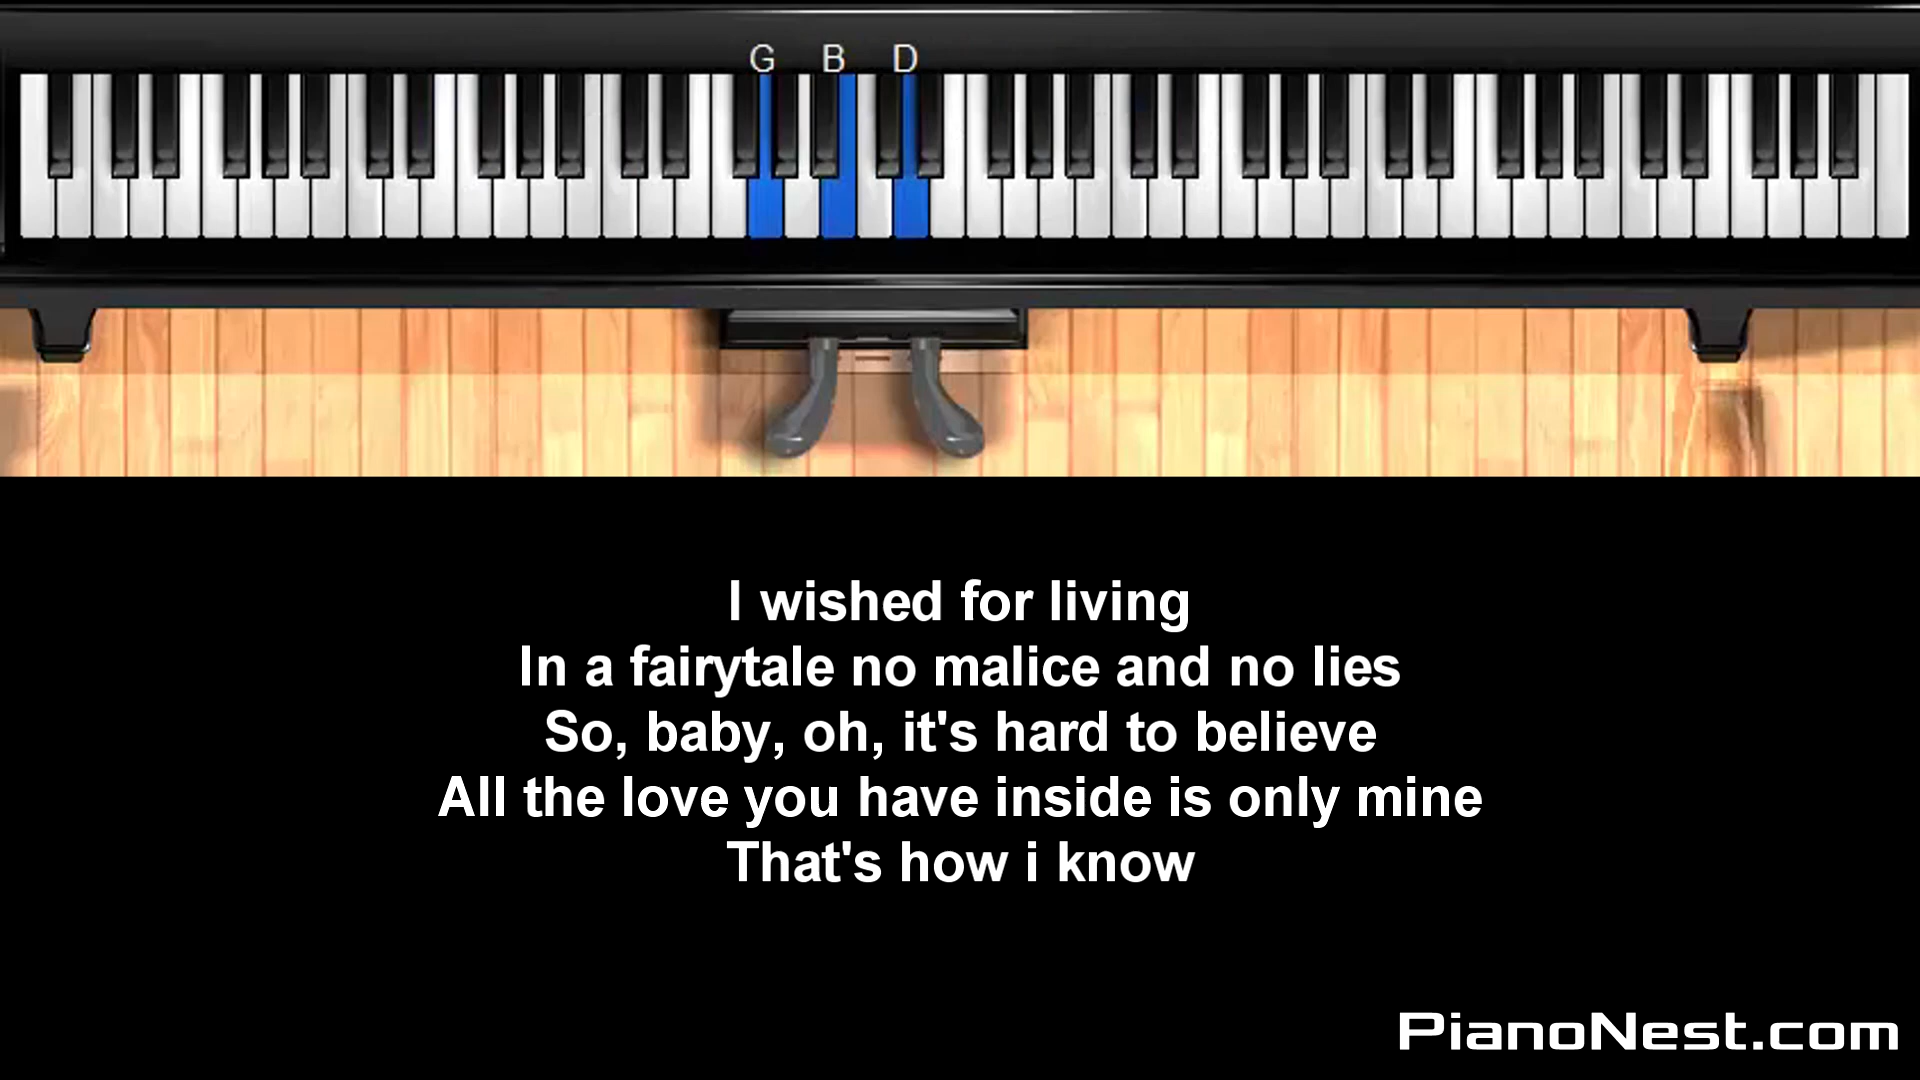 G B D
I wished for living
In a fairytale no malice and no lies
So, baby, oh, it's hard to believe
All the love you have inside is only mine
That's how i know
PianoNest.com